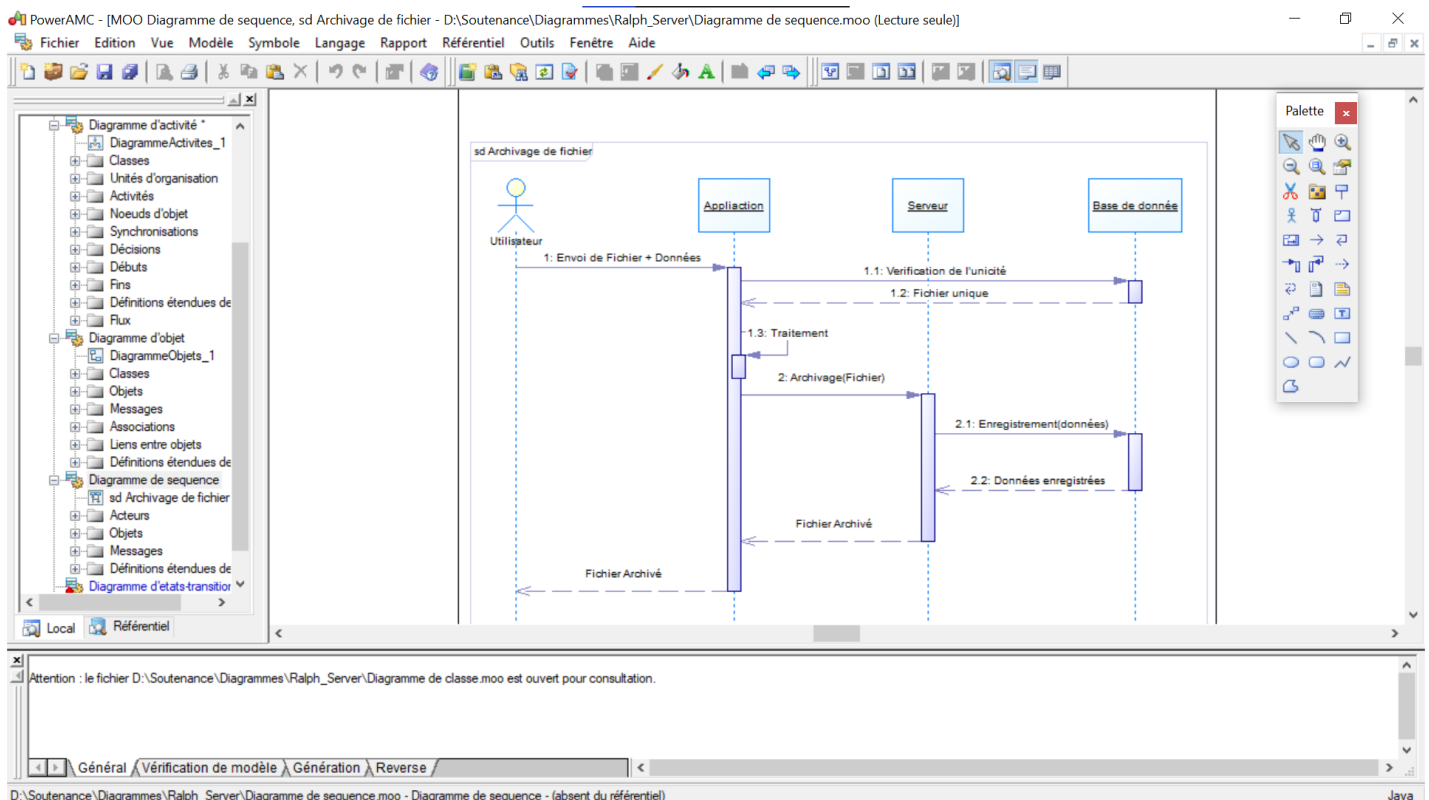 PowerAMC - [MOO Diagramme de sequence, sd Archivage de fichier - D:\Soutenance\Diagrammes\Ralph_Server\Diagramme de sequence.moo (Lecture seule)]
Fichier Edition Vue Modèle Symbole Langage Rapport Référentiel Outils Fenêtre Aide
Diagramme d'activité *
DiagrammeActivites_1
Classes
Unités d'organisation
Activités
Noeuds d'objet
Synchronisations
Décisions
Débuts
Fins
Définitions étendues de
Flux
Diagramme d'objet
DiagrammeObjets_1
Classes
Objets
Messages
Associations
Liens entre objets
Définitions étendues de
Diagramme de sequence
sd Archivage de fichier
Acteurs
Objets
Messages
Définitions étendues de
Diagramme d'etats-transition
Local Référentiel
sd Archivage de fichier
Utilisateur
Appliaction
Serveur
Base de donnée
1: Envoi de Fichier + Données
1.1: Verification de l'unicité
1.2: Fichier unique
1.3: Traitement
2: Archivage(Fichier)
2.1: Enregistrement(données)
2.2: Données enregistrées
Fichier Archivé
Fichier Archivé
Palette
Attention : le fichier D:\Soutenance\Diagrammes\Ralph_Server\Diagramme de classe.moo est ouvert pour consultation.
Général Vérification de modèle Génération Reverse
D:\Soutenance\Diagrammes\Ralph_Server\Diagramme de sequence.moo - Diagramme de sequence - (absent du référentiel) Java